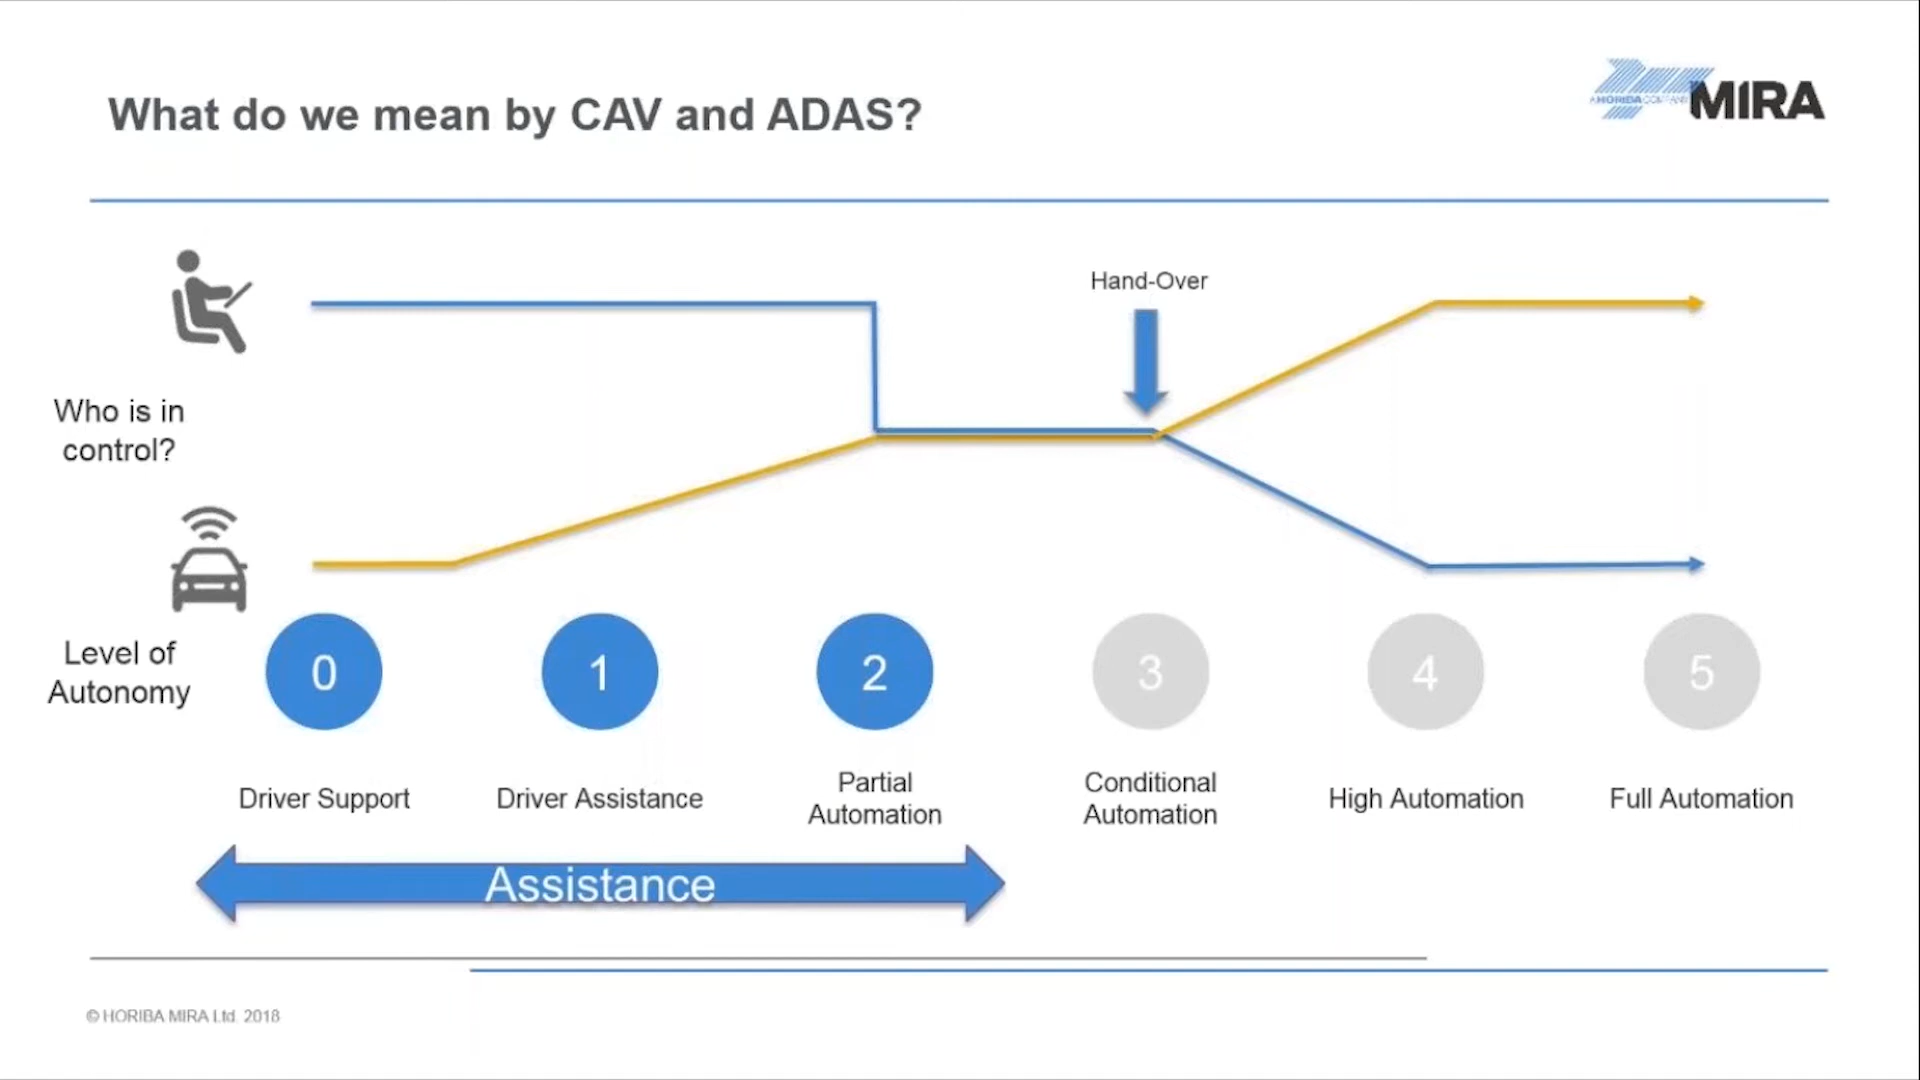 What do we mean by CAV and ADAS?
A HORIBA COMPANY
MIRA
Hand-Over
Who is in
control?
Level of
Autonomy
0
1
2
3
4
5
Driver Support
Driver Assistance
Partial
Automation
Conditional
Automation
High Automation
Full Automation
Assistance
© HORIBA MIRA Ltd. 2018